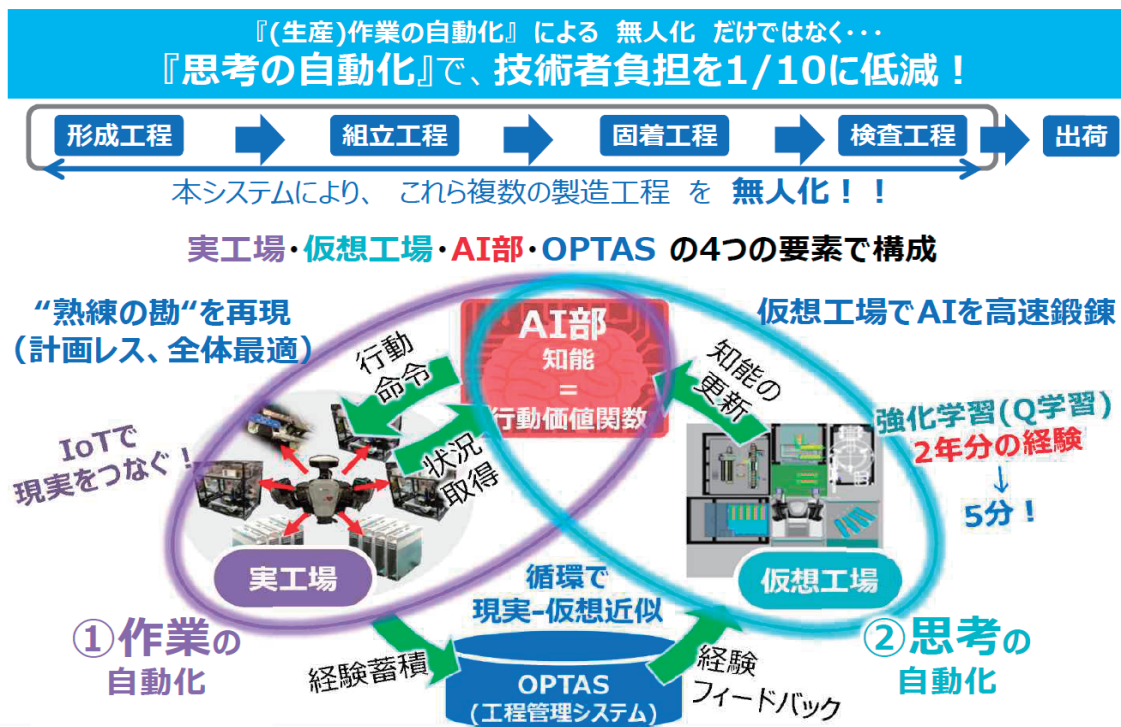 『(生産)作業の自動化』による 無人化 だけではなく･･･
『思考の自動化』で、技術者負担を1/10に低減！
形成工程
組立工程
固着工程
検査工程
出荷
本システムにより、 これら複数の製造工程 を 無人化！！
実工場・仮想工場・AI部・OPTAS の4つの要素で構成
“熟練の勘“を再現
（計画レス、全体最適）
AI部
知能
＝
行動価値関数
仮想工場でAIを高速鍛錬
行動
命令
知能の
更新
IoTで
現実をつなぐ！
状況
取得
強化学習(Q学習)
2年分の経験
↓
5分！
実工場
仮想工場
循環で
現実-仮想近似
①作業の
自動化
②思考の
自動化
経験蓄積
OPTAS
(工程管理システム)
経験
フィードバック